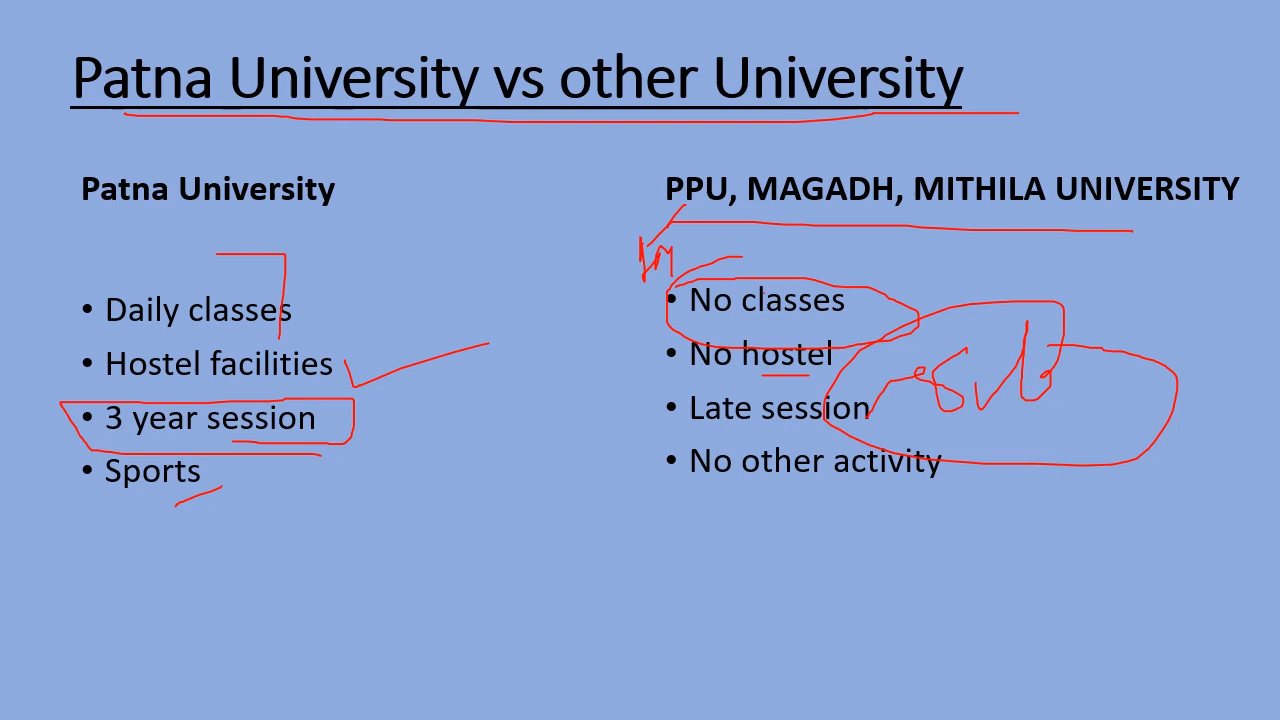 Patna University vs other University
Patna University
• Daily classes
• Hostel facilities
• 3 year session
• Sports
PPU, MAGADH, MITHILA UNIVERSITY
• No classes
• No hostel
• Late session
• No other activity